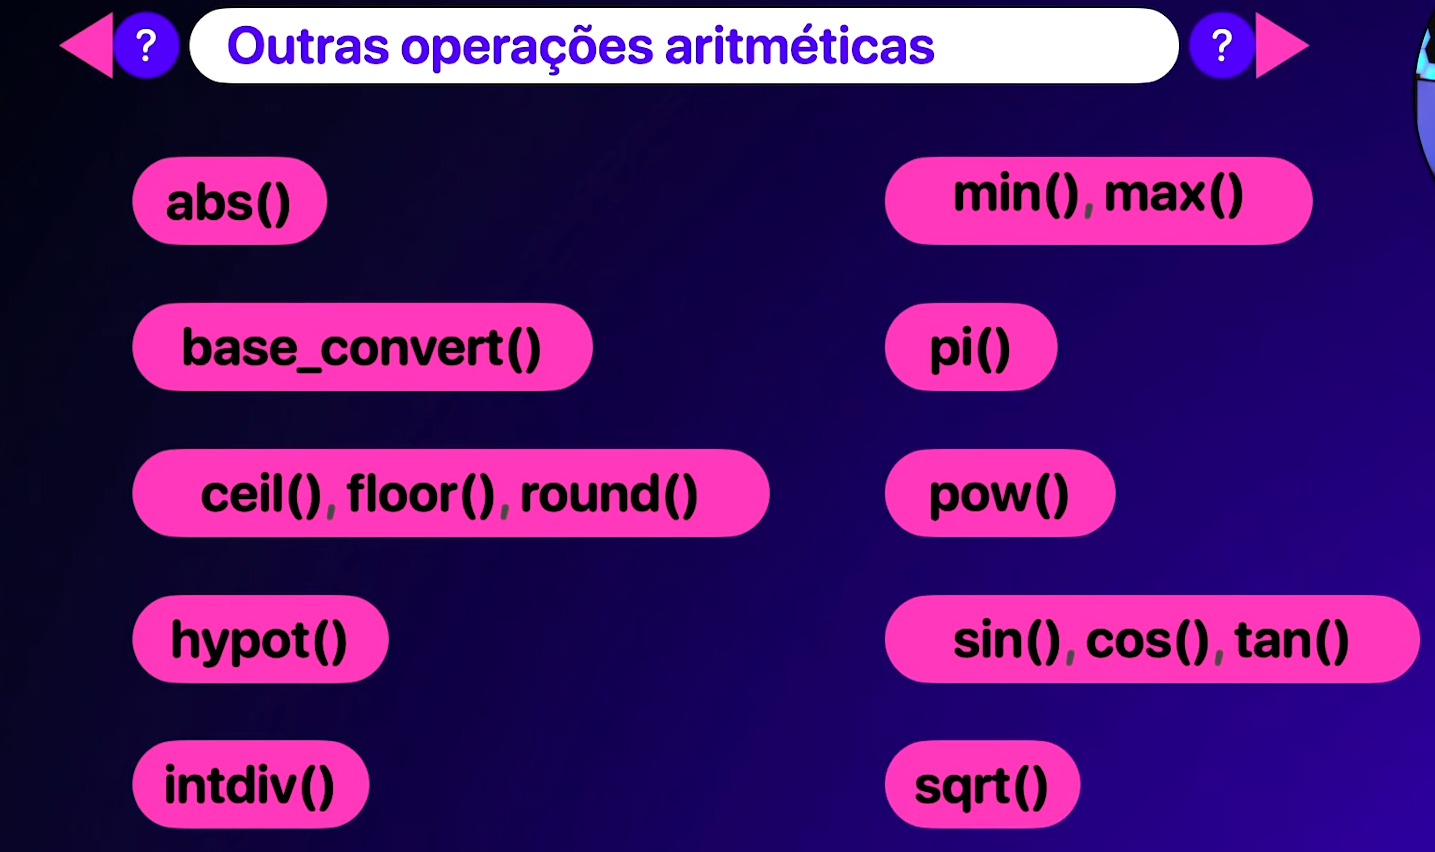 ? Outras operações aritméticas ?
abs()
base_convert()
ceil(), floor(), round()
hypot()
intdiv()
min(), max()
pi()
pow()
sin(), cos(), tan()
sqrt()